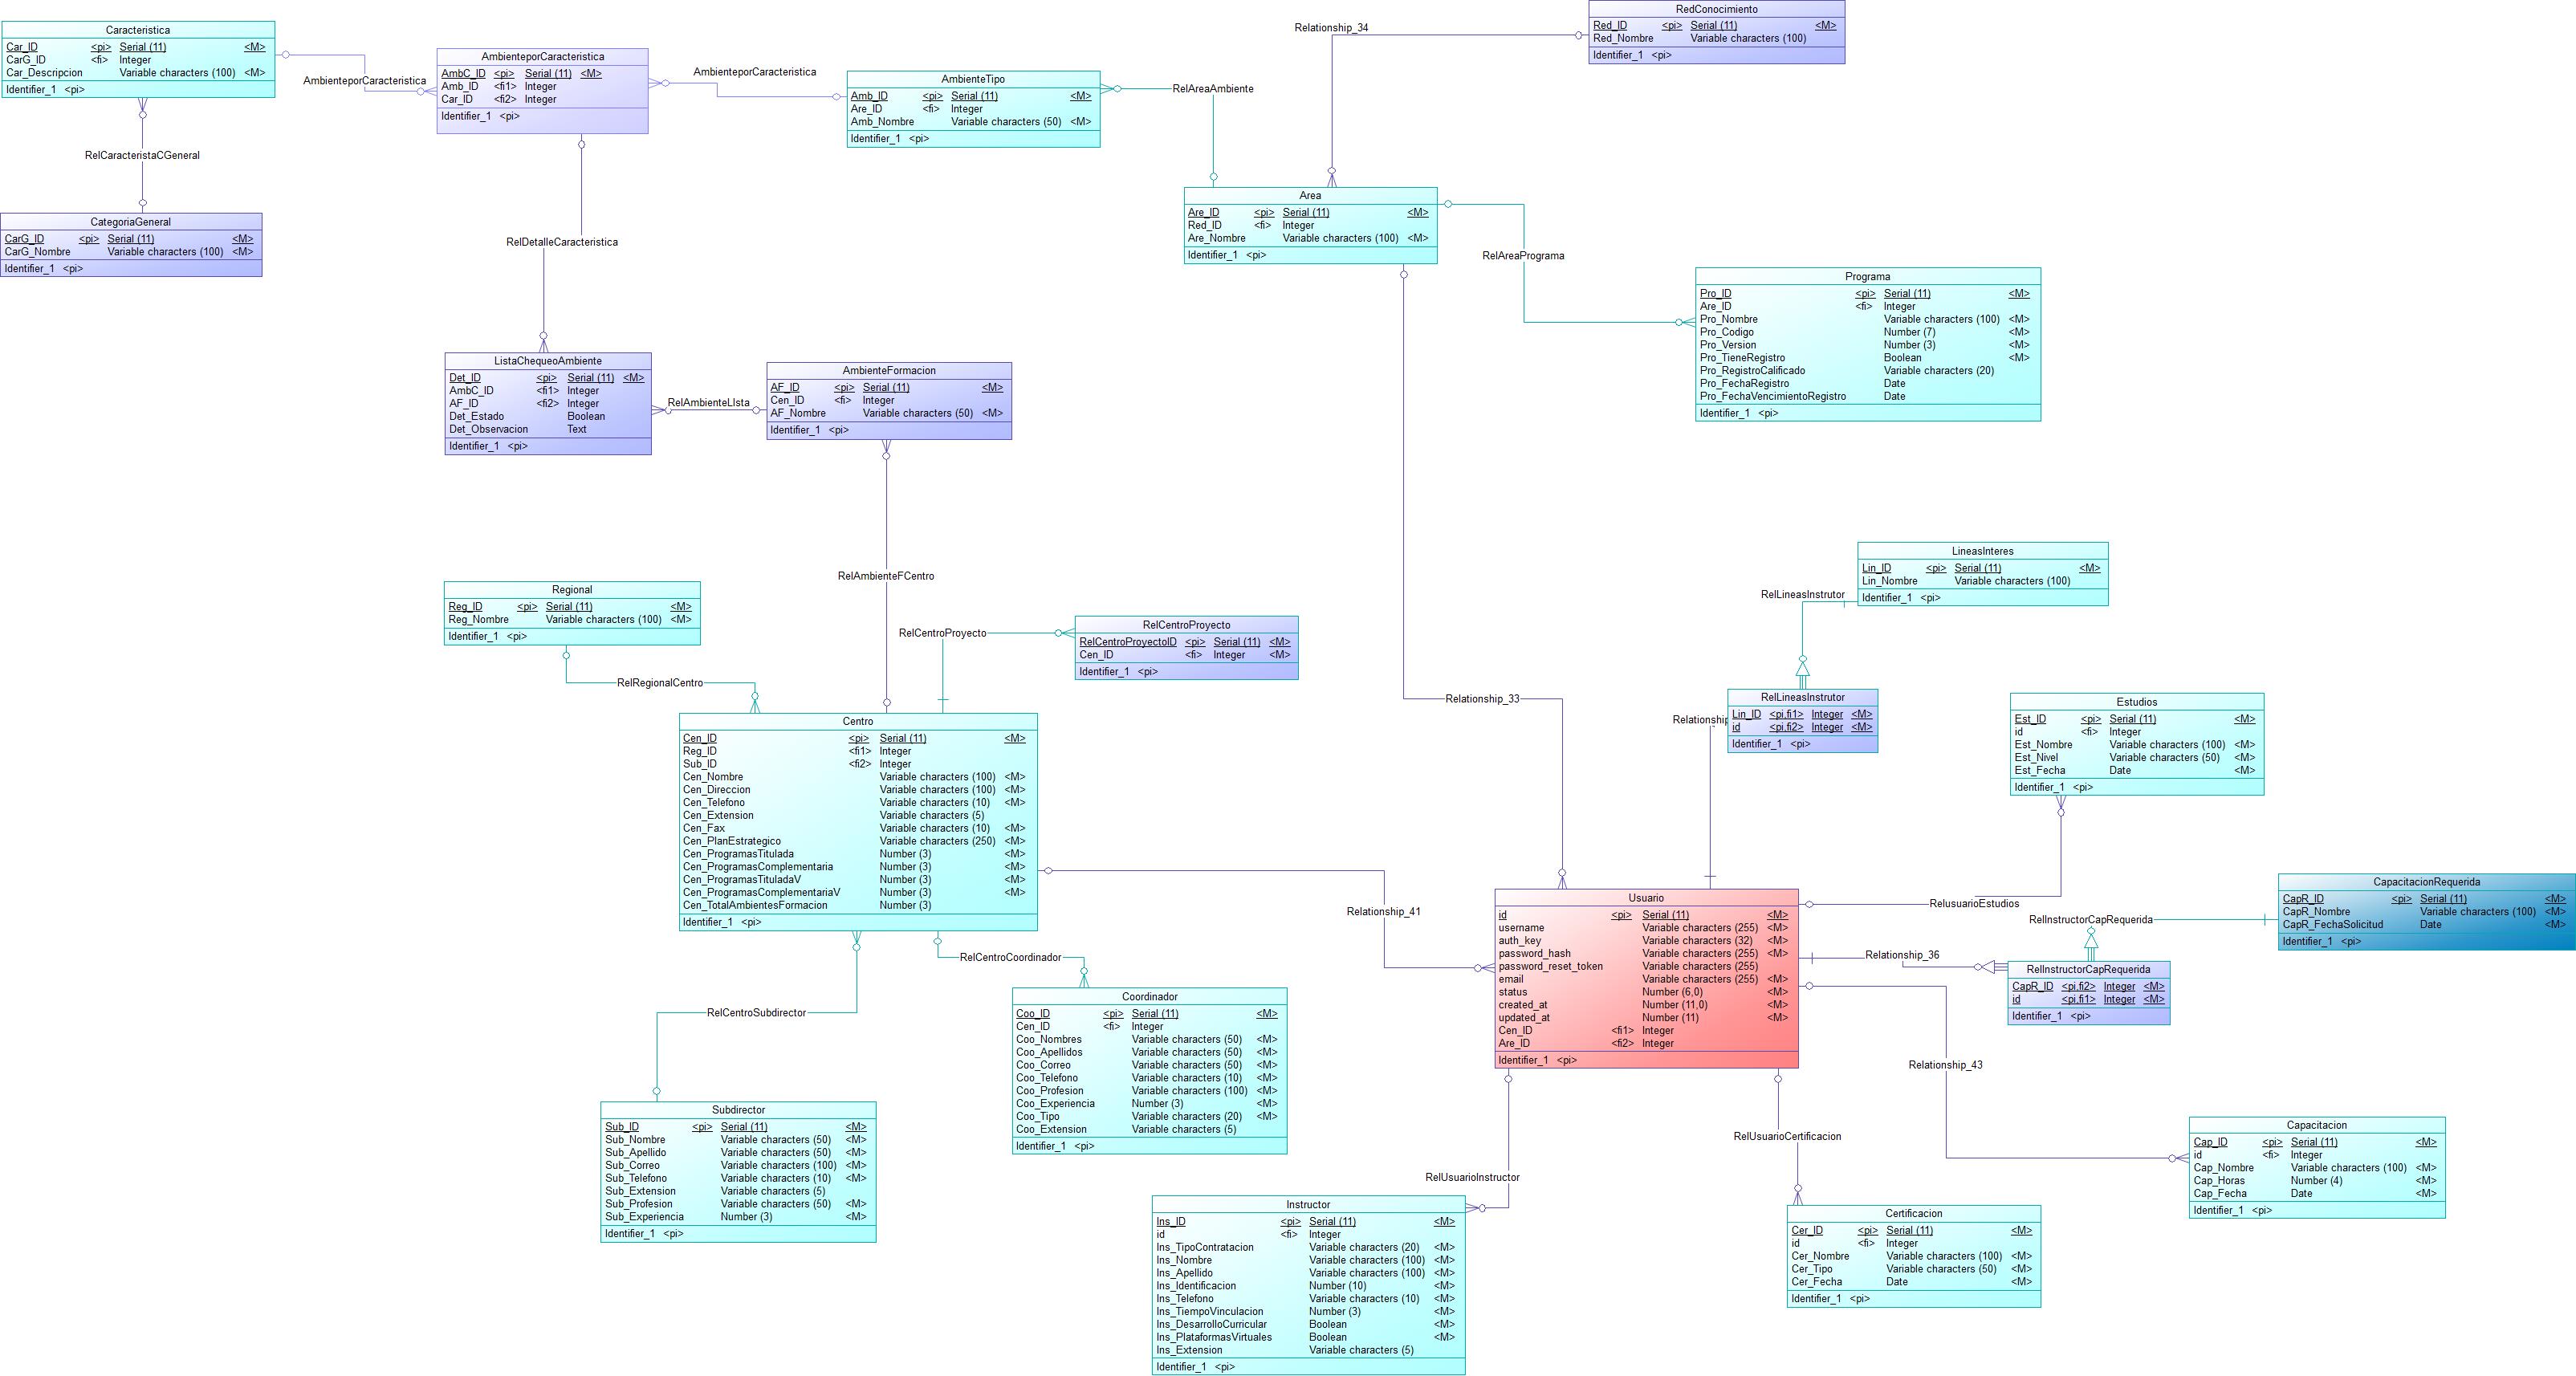 Caracteristica
Car_ID <pi> Serial (11) <M>
CarG_ID <fi> Integer
Car_Descripcion Variable characters (100) <M>
Identifier_1 <pi>
AmbienteporCaracteristica
AmbienteporCaracteristica
AmbC_ID <pi> Serial (11) <M>
Amb_ID <fi1> Integer
Car_ID <fi2> Integer
Identifier_1 <pi>
AmbienteporCaracteristica
AmbienteTipo
Amb_ID <pi> Serial (11) <M>
Are_ID <fi> Integer
Amb_Nombre Variable characters (50) <M>
Identifier_1 <pi>
RelAreaAmbiente
Relationship_34
RedConocimiento
Red_ID <pi> Serial (11) <M>
Red_Nombre Variable characters (100)
Identifier_1 <pi>
RelCaracteristaCGeneral
CategoriaGeneral
CarG_ID <pi> Serial (11) <M>
CarG_Nombre Variable characters (100) <M>
Identifier_1 <pi>
RelDetalleCaracteristica
Area
Are_ID <pi> Serial (11) <M>
Red_ID <fi> Integer
Are_Nombre Variable characters (100) <M>
Identifier_1 <pi>
RelAreaPrograma
Programa
Pro_ID <pi> Serial (11) <M>
Are_ID <fi> Integer
Pro_Nombre Variable characters (100) <M>
Pro_Codigo Number (7) <M>
Pro_Version Number (3) <M>
Pro_TieneRegistro Boolean <M>
Pro_RegistroCalificado Variable characters (20)
Pro_FechaRegistro Date
Pro_FechaVencimientoRegistro Date
Identifier_1 <pi>
ListaChequeoAmbiente
Det_ID <pi> Serial (11) <M>
AmbC_ID <fi1> Integer
AF_ID <fi2> Integer
Det_Estado Boolean
Det_Observacion Text
Identifier_1 <pi>
RelAmbienteLIsta
AmbienteFormacion
AF_ID <pi> Serial (11) <M>
Cen_ID <fi> Integer
AF_Nombre Variable characters (50) <M>
Identifier_1 <pi>
RelAmbienteFCentro
Regional
Reg_ID <pi> Serial (11) <M>
Reg_Nombre Variable characters (100) <M>
Identifier_1 <pi>
RelRegionalCentro
RelCentroProyecto
RelCentroProyecto
RelCentroProyectoID <pi> Serial (11) <M>
Cen_ID <fi> Integer <M>
Identifier_1 <pi>
LineasInteres
Lin_ID <pi> Serial (11) <M>
Lin_Nombre Variable characters (100)
Identifier_1 <pi>
RelLineasInstrutor
RelLineasInstrutor
Lin_ID <pi,fi1> Integer <M>
id <pi,fi2> Integer <M>
Identifier_1 <pi>
Relationship
Relationship_33
Estudios
Est_ID <pi> Serial (11) <M>
id <fi> Integer
Est_Nombre Variable characters (100) <M>
Est_Nivel Variable characters (50) <M>
Est_Fecha Date <M>
Identifier_1 <pi>
Centro
Cen_ID <pi> Serial (11) <M>
Reg_ID <fi1> Integer
Sub_ID <fi2> Integer
Cen_Nombre Variable characters (100) <M>
Cen_Direccion Variable characters (100) <M>
Cen_Telefono Variable characters (10) <M>
Cen_Extension Variable characters (5)
Cen_Fax Variable characters (10) <M>
Cen_PlanEstrategico Variable characters (250) <M>
Cen_ProgramasTitulada Number (3) <M>
Cen_ProgramasComplementaria Number (3) <M>
Cen_ProgramasTituladaV Number (3) <M>
Cen_ProgramasComplementariaV Number (3) <M>
Cen_TotalAmbientesFormacion Number (3)
Identifier_1 <pi>
Relationship_41
Usuario
id <pi> Serial (11) <M>
username Variable characters (255) <M>
auth_key Variable characters (32) <M>
password_hash Variable characters (255) <M>
password_reset_token Variable characters (255)
email Variable characters (255) <M>
status Number (6,0) <M>
created_at Number (11,0) <M>
updated_at Number (11) <M>
Cen_ID <fi1> Integer
Are_ID <fi2> Integer
Identifier_1 <pi>
RelusuarioEstudios
CapacitacionRequerida
CapR_ID <pi> Serial (11) <M>
CapR_Nombre Variable characters (100) <M>
CapR_FechaSolicitud Date <M>
Identifier_1 <pi>
RelInstructorCapRequerida
Relationship_36
RelInstructorCapRequerida
CapR_ID <pi,fi2> Integer <M>
id <pi,fi1> Integer <M>
Identifier_1 <pi>
Relationship_43
RelCentroCoordinador
RelCentroSubdirector
Coordinador
Coo_ID <pi> Serial (11) <M>
Cen_ID <fi> Integer
Coo_Nombres Variable characters (50) <M>
Coo_Apellidos Variable characters (50) <M>
Coo_Correo Variable characters (50) <M>
Coo_Telefono Variable characters (10) <M>
Coo_Profesion Variable characters (100) <M>
Coo_Experiencia Number (3) <M>
Coo_Tipo Variable characters (20) <M>
Coo_Extension Variable characters (5)
Identifier_1 <pi>
Subdirector
Sub_ID <pi> Serial (11) <M>
Sub_Nombre Variable characters (50) <M>
Sub_Apellido Variable characters (50) <M>
Sub_Correo Variable characters (100) <M>
Sub_Telefono Variable characters (10) <M>
Sub_Extension Variable characters (5)
Sub_Profesion Variable characters (50) <M>
Sub_Experiencia Number (3) <M>
Identifier_1 <pi>
RelUsuarioInstructor
RelUsuarioCertificacion
Capacitacion
Cap_ID <pi> Serial (11) <M>
id <fi> Integer
Cap_Nombre Variable characters (100) <M>
Cap_Horas Number (4) <M>
Cap_Fecha Date <M>
Identifier_1 <pi>
Instructor
Ins_ID <pi> Serial (11) <M>
id <fi> Integer
Ins_TipoContratacion Variable characters (20) <M>
Ins_Nombre Variable characters (100) <M>
Ins_Apellido Variable characters (100) <M>
Ins_Identificacion Number (10) <M>
Ins_Telefono Variable characters (10) <M>
Ins_TiempoVinculacion Number (3) <M>
Ins_DesarrolloCurricular Boolean <M>
Ins_PlataformasVirtuales Boolean <M>
Ins_Extension Variable characters (5)
Identifier_1 <pi>
Certificacion
Cer_ID <pi> Serial (11) <M>
id <fi> Integer
Cer_Nombre Variable characters (100) <M>
Cer_Tipo Variable characters (50) <M>
Cer_Fecha Date <M>
Identifier_1 <pi>